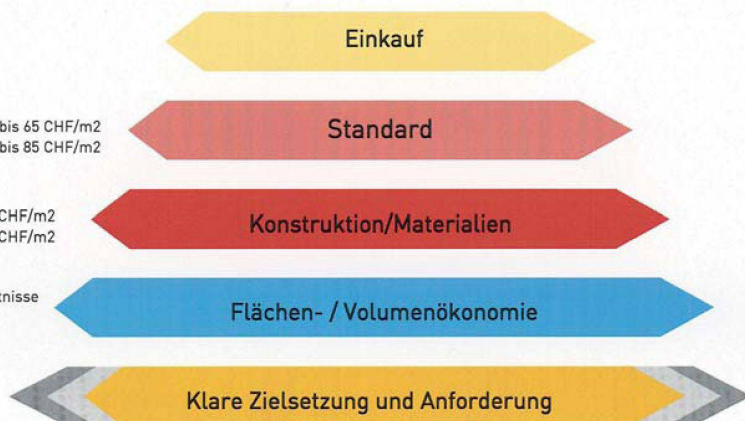 Einkauf
bis 65 CHF/m2
bis 85 CHF/m2
Standard
CHF/m2
CHF/m2
Konstruktion/Materialien
Flächen- / Volumenökonomie
Klare Zielsetzung und Anforderung